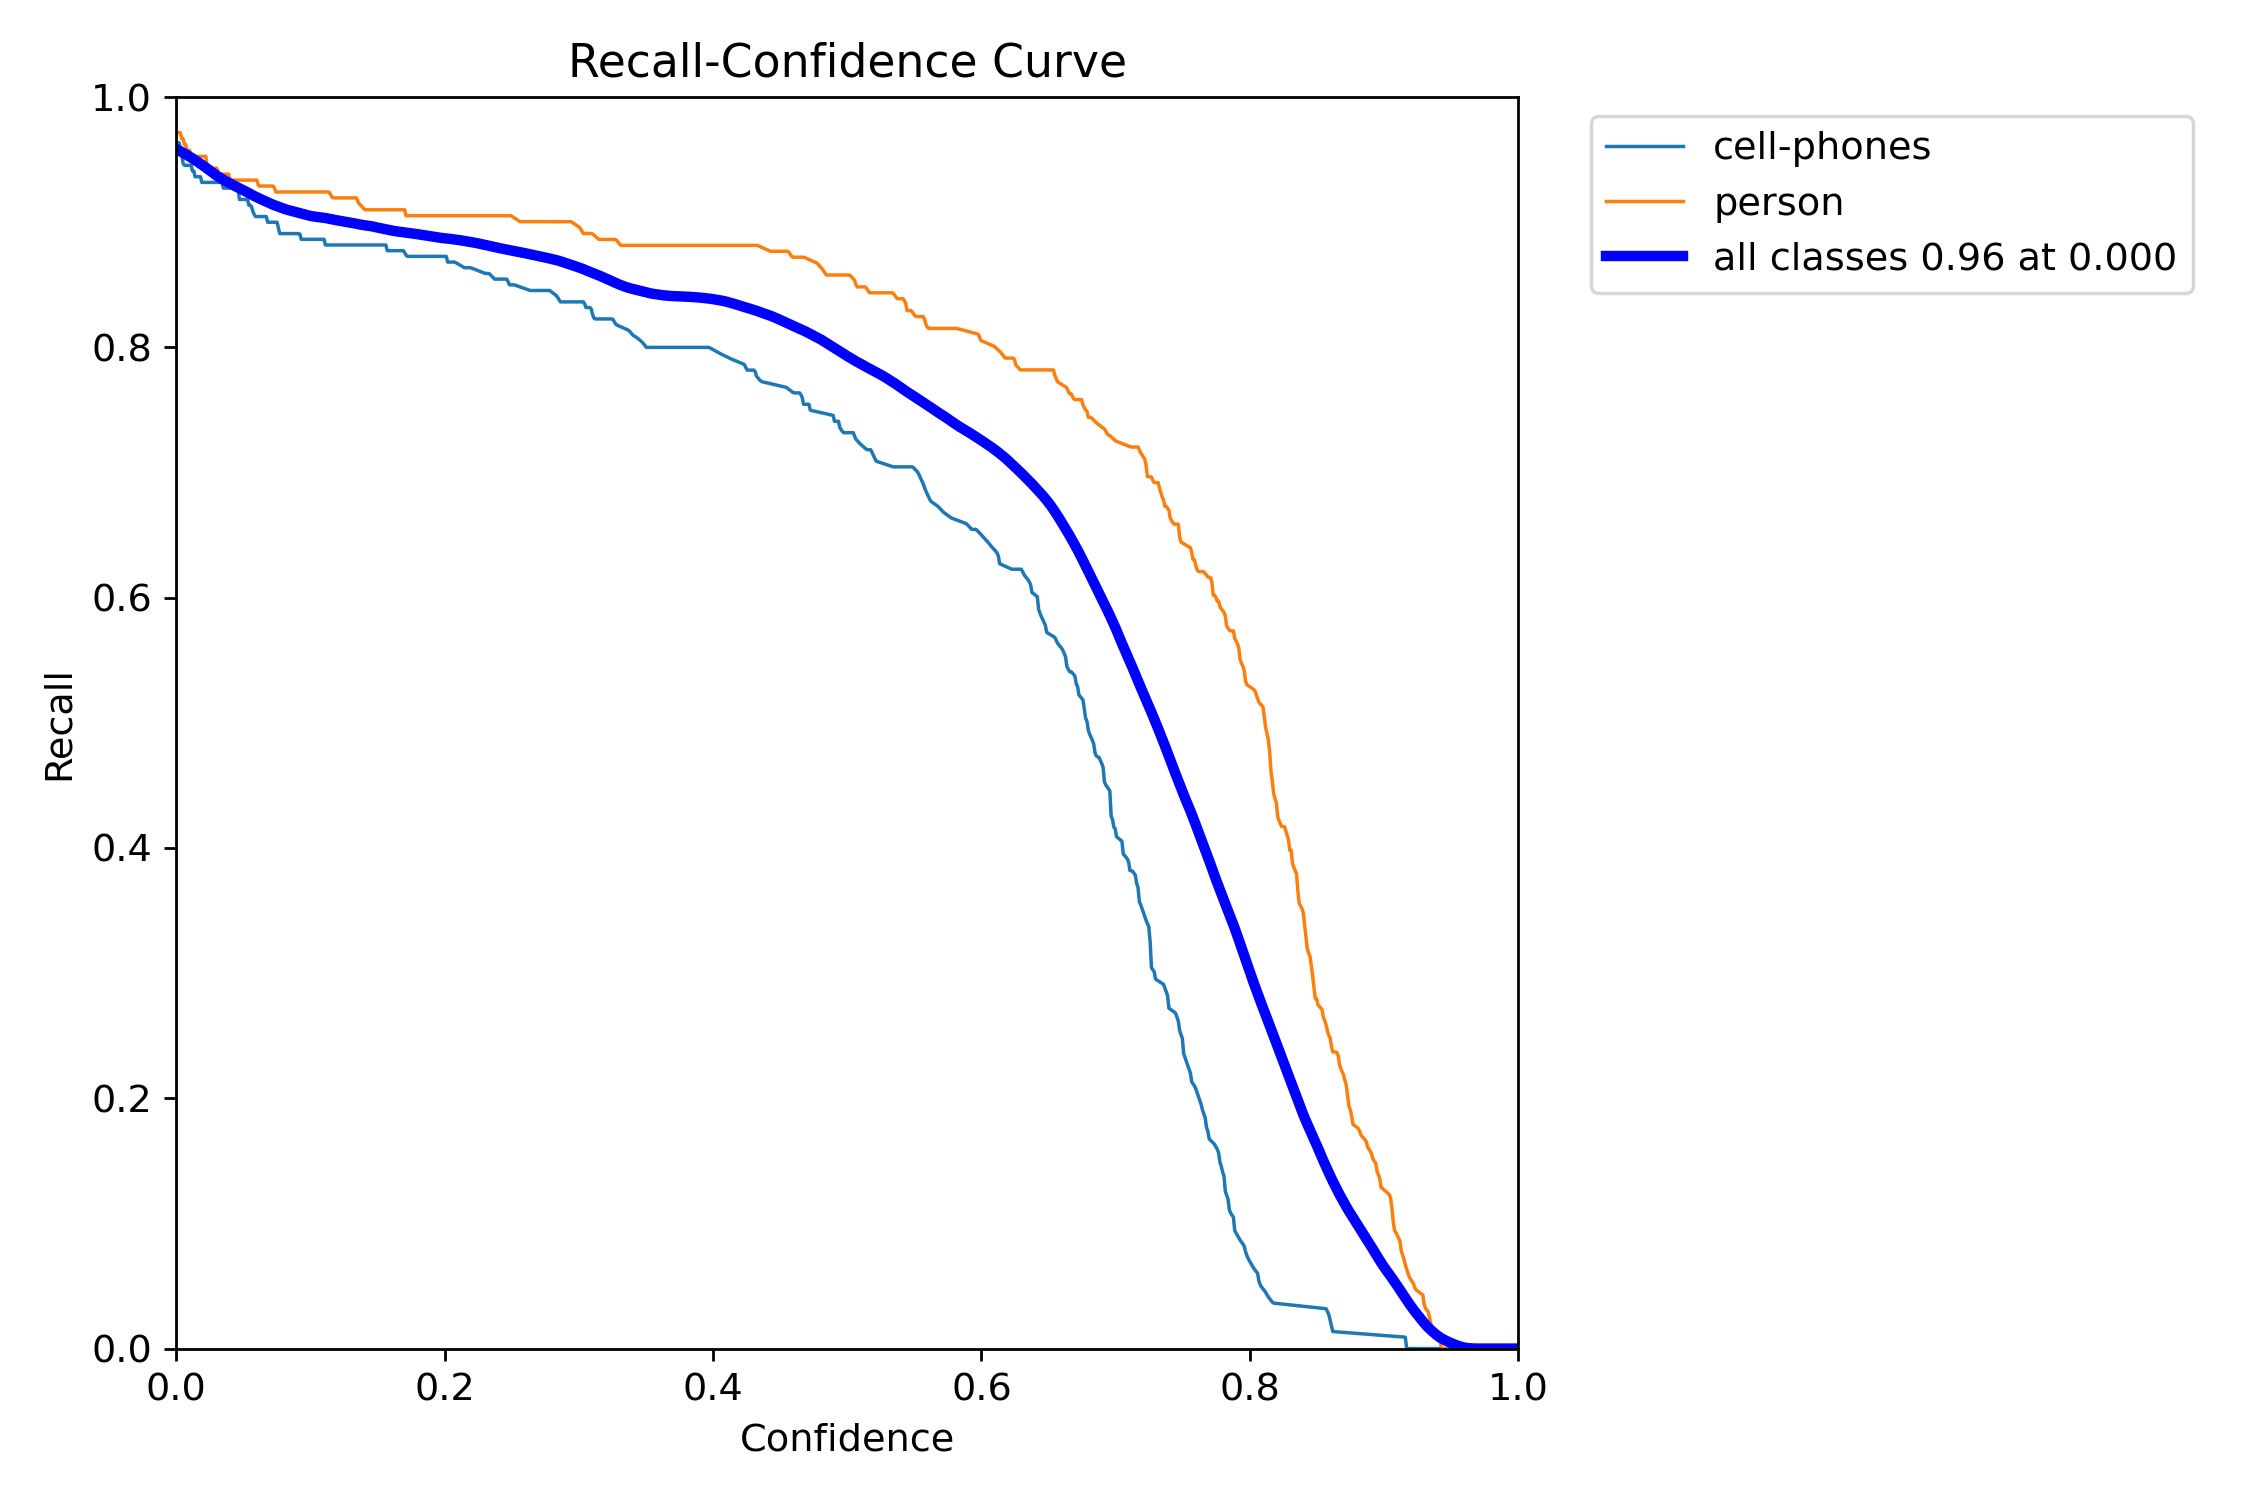 Recall-Confidence Curve
1.0
0.8
0.6
0.4
0.2
0.0
Recall
0.0 0.2 0.4 0.6 0.8 1.0
Confidence
cell-phones
person
all classes 0.96 at 0.000